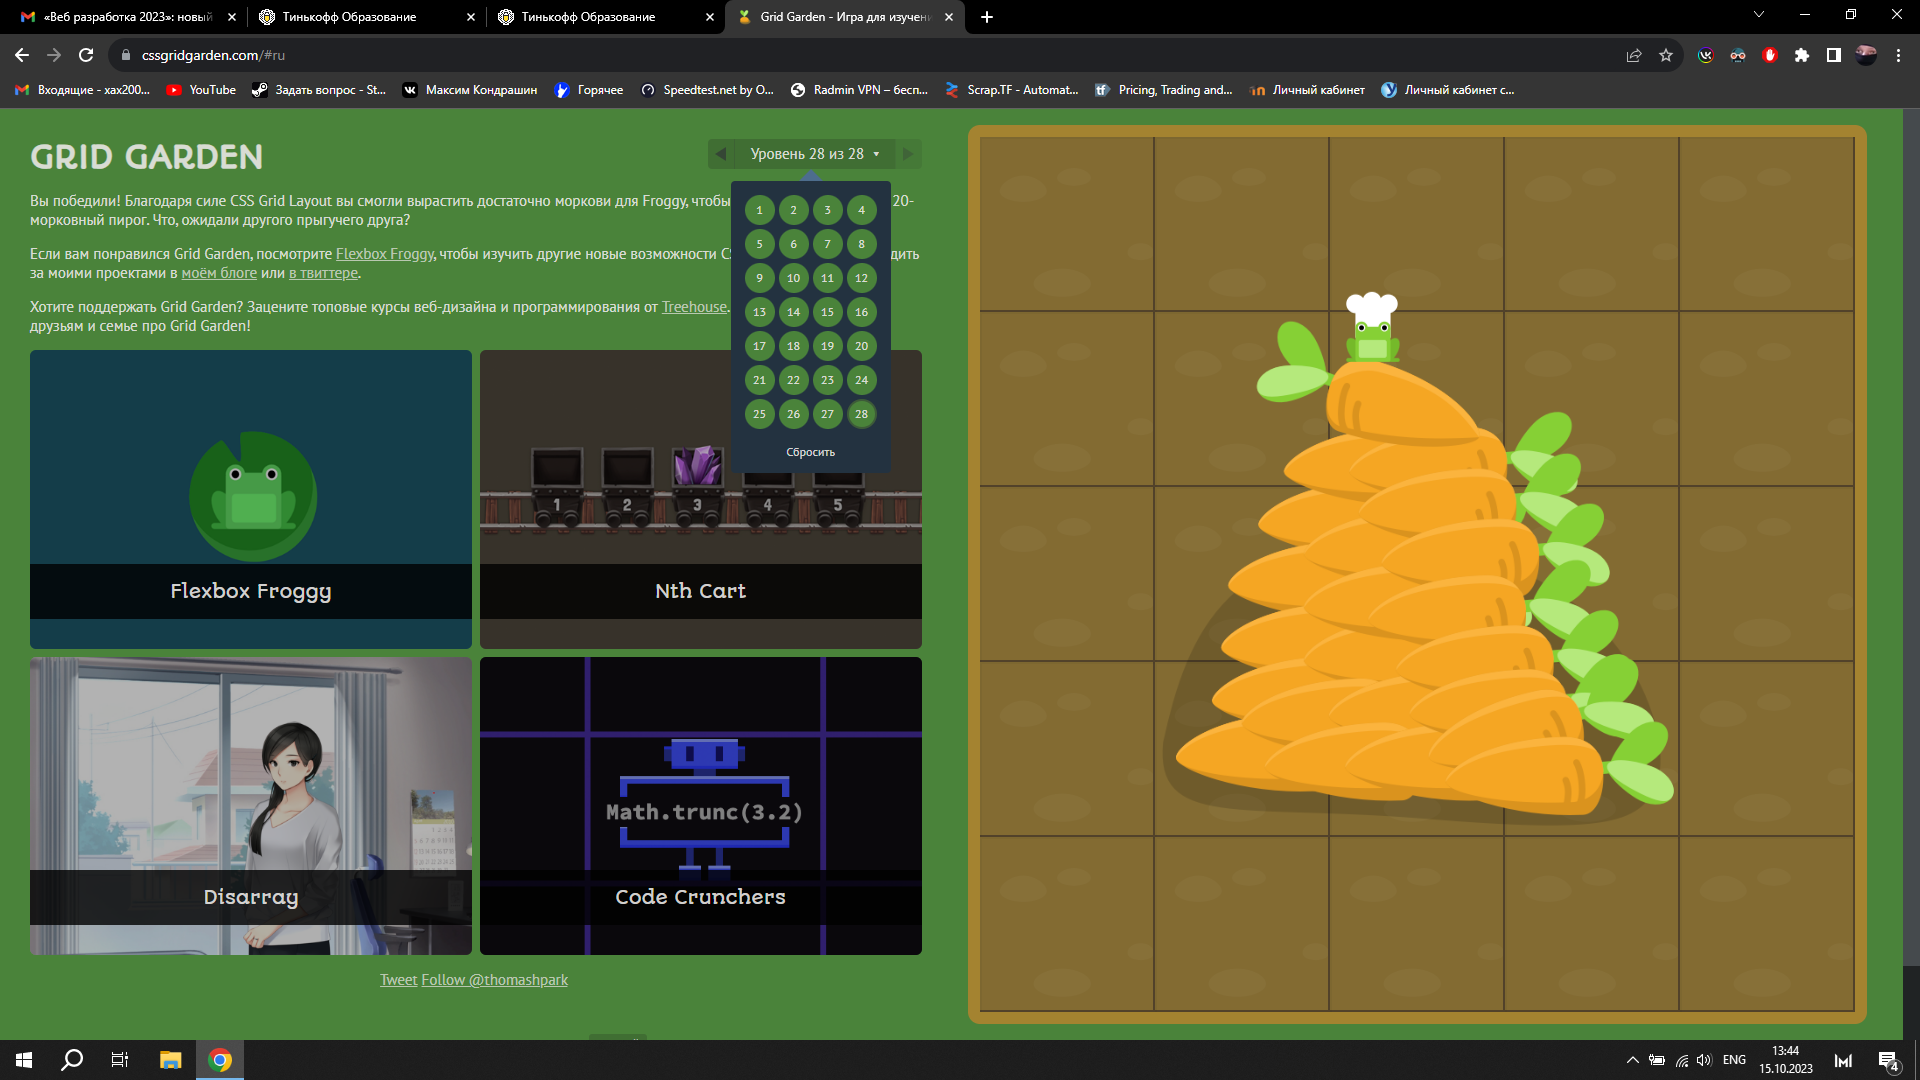 «Веб разработка 2023»: новый
Тинькофф Образование
Тинькофф Образование
Grid Garden - Игра для изучени
cssgridgarden.com/#ru
Входящие - xax200...
YouTube
Задать вопрос - St...
Максим Кондрашин
Горячее
Speedtest.net by O...
Radmin VPN – бесп...
Scrap.TF - Automat...
Pricing, Trading and...
Личный кабинет
Личный кабинет с...
GRID GARDEN
Уровень 28 из 28
Вы победили! Благодаря силе CSS Grid Layout вы смогли вырастить достаточно моркови для Froggy, чтобы 20-
морковный пирог. Что, ожидали другого прыгучего друга?
Если вам понравился Grid Garden, посмотрите Flexbox Froggy, чтобы изучить другие новые возможности
за моими проектами в моём блоге или в твиттере.
Хотите поддержать Grid Garden? Зацените топовые курсы веб-дизайна и программирования от Treehouse.
друзьям и семье про Grid Garden!
1 2 3 4
5 6 7 8
9 10 11 12
13 14 15 16
17 18 19 20
21 22 23 24
25 26 27 28
Сбросить
1 2 3 4 5
Flexbox Froggy
Nth Cart
Math.trunc(3.2)
Disarray
Code Crunchers
Tweet Follow @thomashpark
ENG
13:44
15.10.2023
4